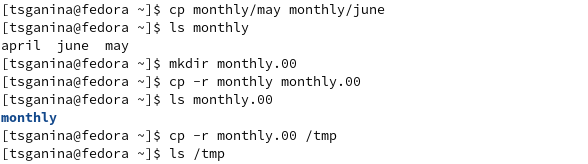 [tsganina@fedora ~]$ cp monthly/may monthly/june
[tsganina@fedora ~]$ ls monthly
april  june  may
[tsganina@fedora ~]$ mkdir monthly.00
[tsganina@fedora ~]$ cp -r monthly monthly.00
[tsganina@fedora ~]$ ls monthly.00
monthly
[tsganina@fedora ~]$ cp -r monthly.00 /tmp
[tsganina@fedora ~]$ ls /tmp